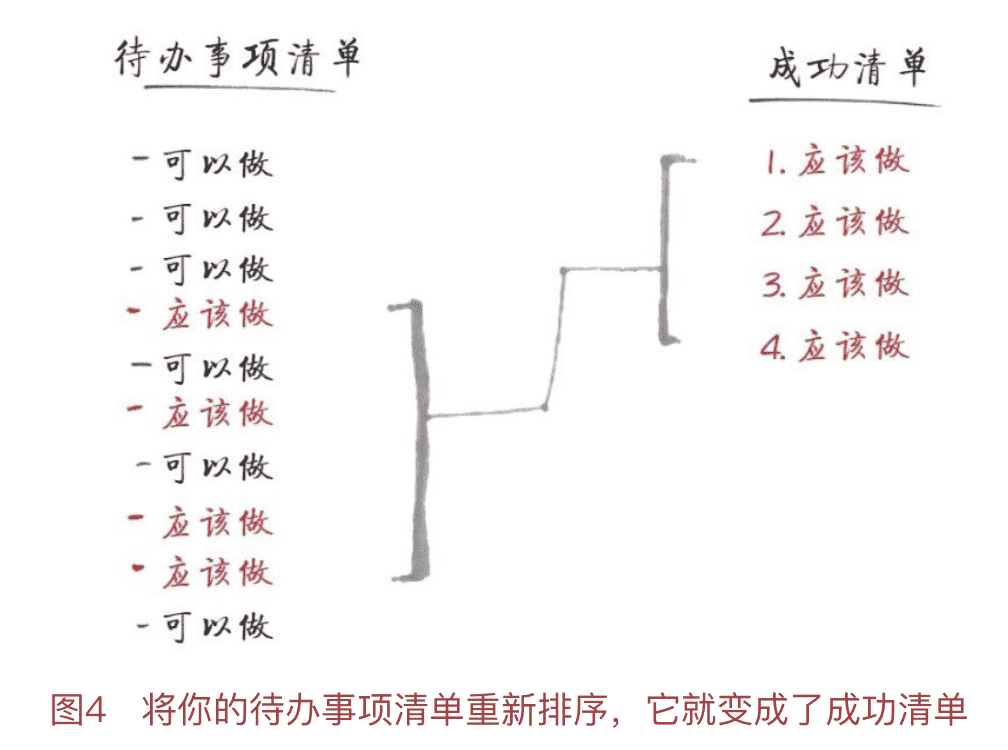 待办事项清单
- 可以做
- 可以做
- 可以做
- 应该做
- 可以做
- 应该做
- 可以做
- 应该做
- 应该做
- 可以做
成功清单
1. 应该做
2. 应该做
3. 应该做
4. 应该做
图4 将你的待办事项清单重新排序，它就变成了成功清单